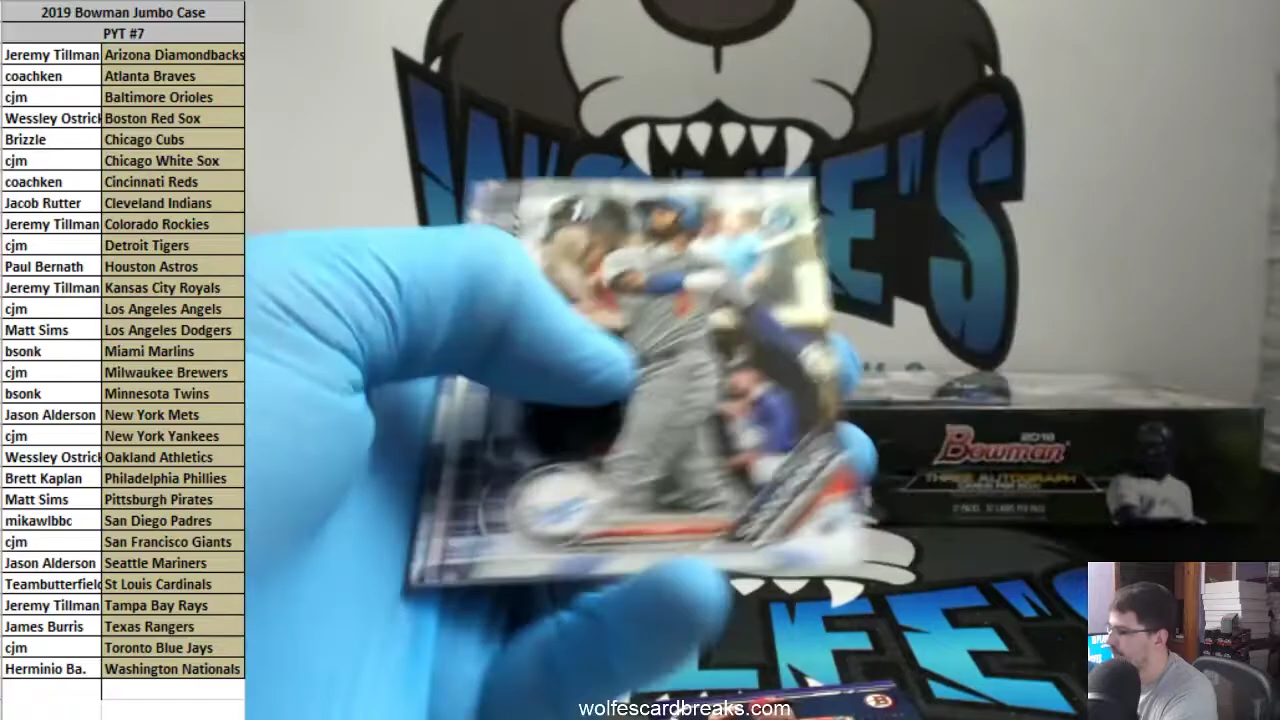 2019 Bowman Jumbo Case
PYT #7
Jeremy Tillman Arizona Diamondbacks
coachken Atlanta Braves
cjm Baltimore Orioles
Wessley Ostrick Boston Red Sox
Brizzle Chicago Cubs
cjm Chicago White Sox
coachken Cincinnati Reds
Jacob Rutter Cleveland Indians
Jeremy Tillman Colorado Rockies
cjm Detroit Tigers
Paul Bernath Houston Astros
Jeremy Tillman Kansas City Royals
cjm Los Angeles Angels
Matt Sims Los Angeles Dodgers
bsonk Miami Marlins
cjm Milwaukee Brewers
bsonk Minnesota Twins
Jason Alderson New York Mets
cjm New York Yankees
Wessley Ostrick Oakland Athletics
Brett Kaplan Philadelphia Phillies
Matt Sims Pittsburgh Pirates
mikawlbbc San Diego Padres
cjm San Francisco Giants
Jason Alderson Seattle Mariners
Teambutterfield St Louis Cardinals
Jeremy Tillman Tampa Bay Rays
James Burris Texas Rangers
cjm Toronto Blue Jays
Herminio Ba. Washington Nationals
2019
Bowman
THREE AUTOGRAPH
wolfescardbreaks.com